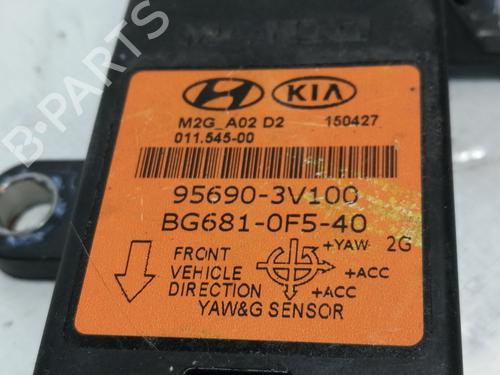 KIA
M2G_A02 D2 150427
011.545-00
95690-3V100
BG681-0F5-40
FRONT +YAW 2G
VEHICLE +ACC
DIRECTION +ACC
YAW&G SENSOR